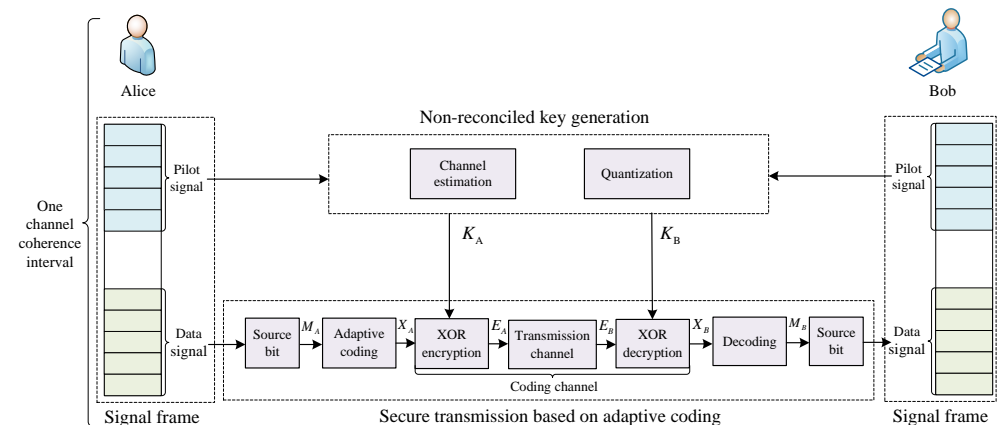 Alice
Bob
Non-reconciled key generation
Channel
estimation
Quantization
Pilot
signal
Pilot
signal
One
channel
coherence
interval
K_A
K_B
Data
signal
Source
bit
M_A
Adaptive
coding
X_A
XOR
encryption
E_A
Transmission
channel
E_B
XOR
decryption
X_B
Decoding
M_B
Source
bit
Data
signal
Coding channel
Signal frame
Secure transmission based on adaptive coding
Signal frame